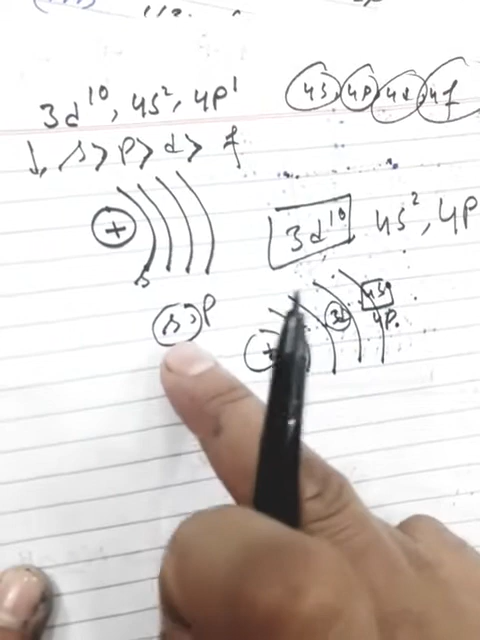 3d¹⁰, 4s², 4p¹
4s 4p 4d 4f
↓ s > p > d > f
+
s
3d¹⁰ 4s², 4p
s > p
+ 3d 4s
4p